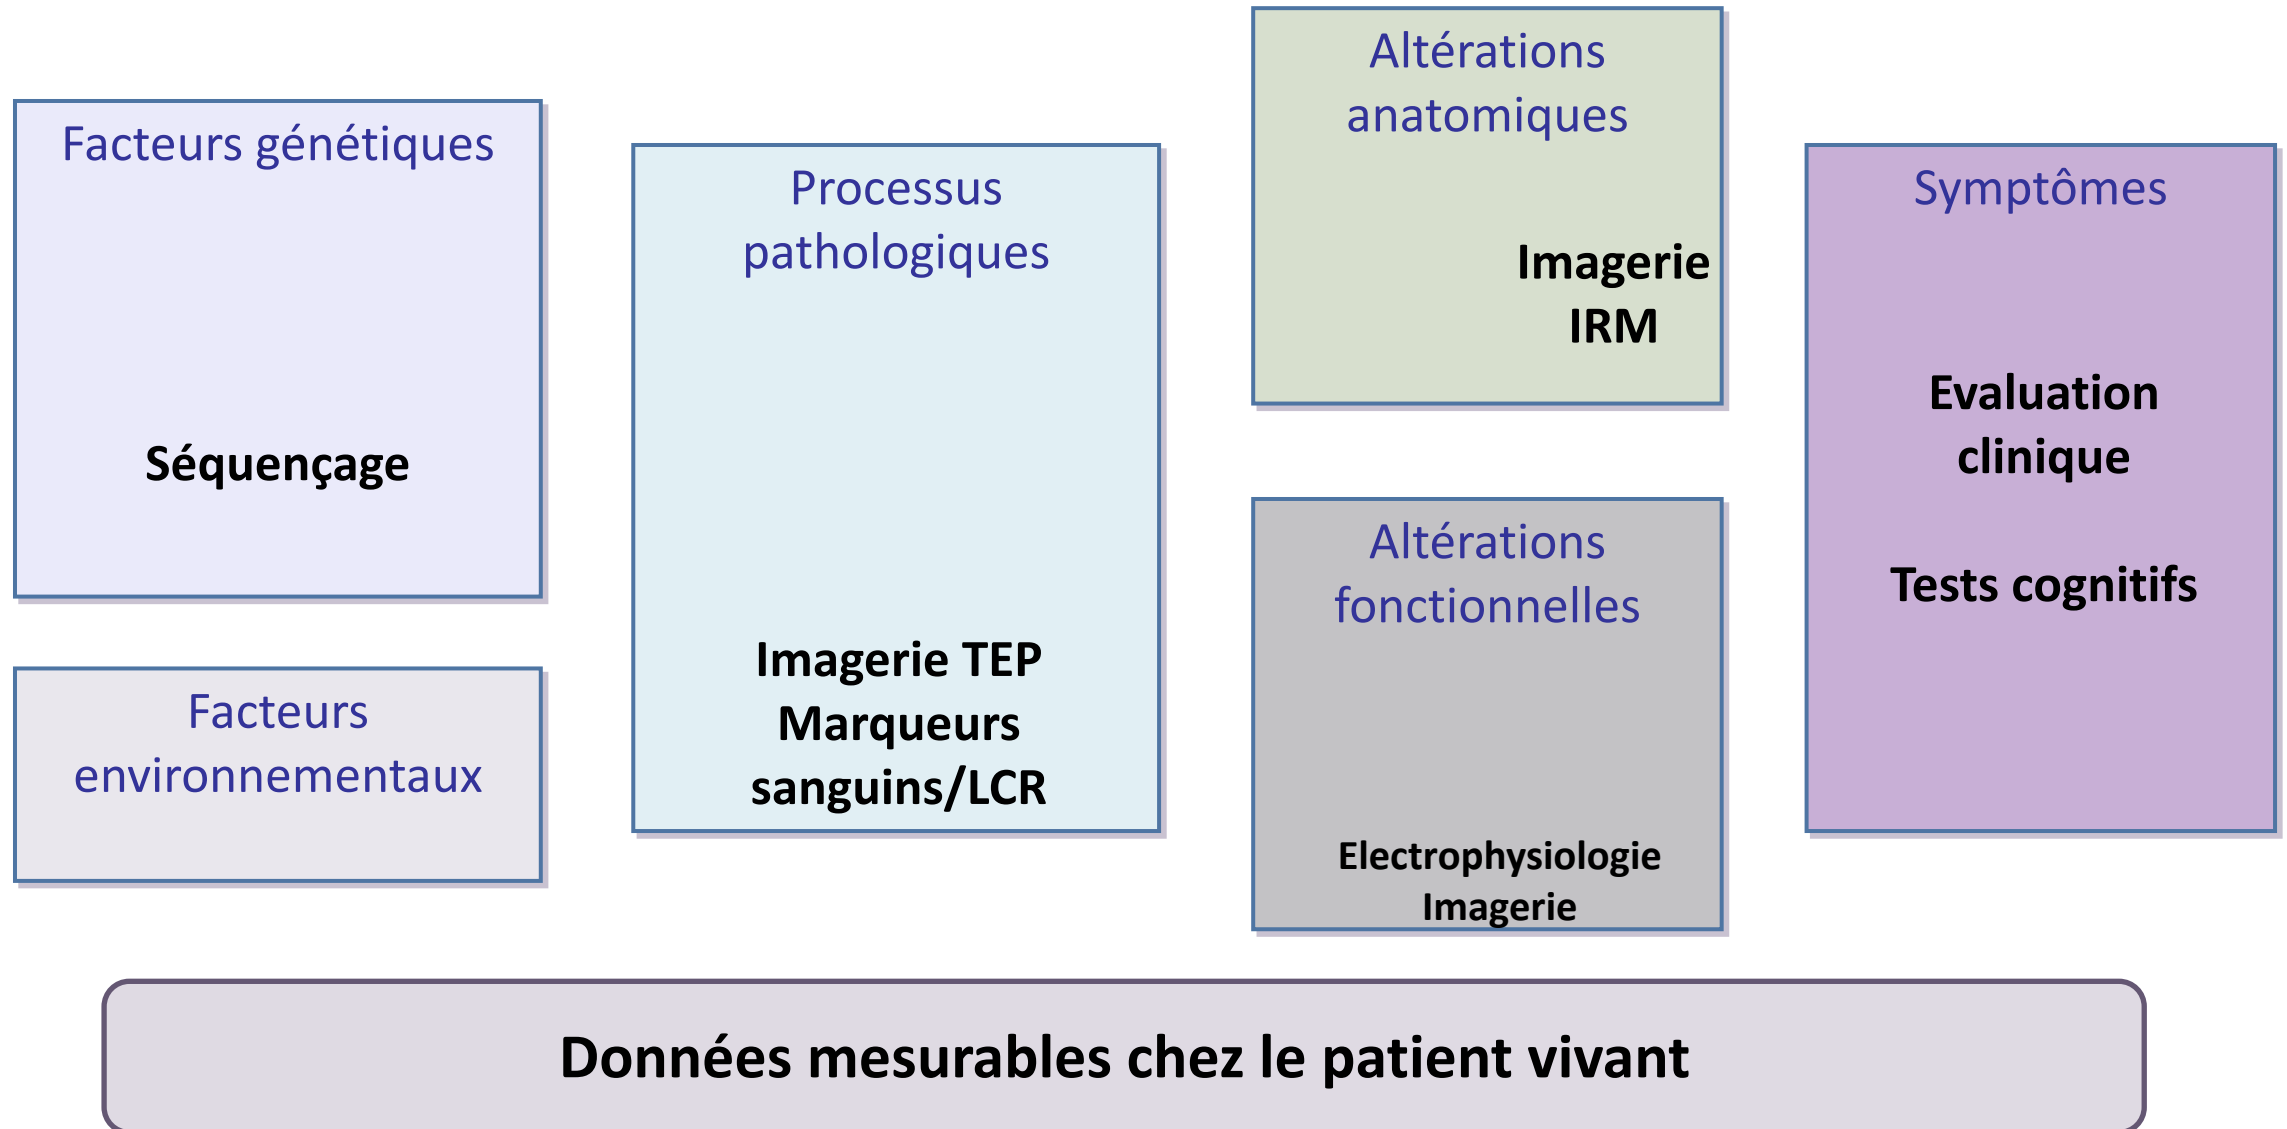 Facteurs génétiques
Séquençage
Facteurs
environnementaux
Processus
pathologiques
Imagerie TEP
Marqueurs
sanguins/LCR
Altérations
anatomiques
Imagerie
IRM
Altérations
fonctionnelles
Electrophysiologie
Imagerie
Symptômes
Evaluation
clinique
Tests cognitifs
Données mesurables chez le patient vivant